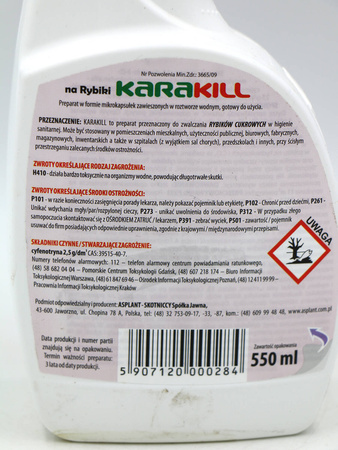 Nr Pozwolenia Min.Zdr.: 3665/09
na Rybiki KARAKILL
Preparat w formie mikrokapsułek zawieszonych w roztworze wodnym, gotowy do użycia.
PRZEZNACZENIE: KARAKILL to preparat przeznaczony do zwalczania RYBIKÓW CUKROWYCH w higienie
sanitarnej. Może być stosowany w pomieszczeniach mieszkalnych, użyteczności publicznej, biurowych, fabrycznych,
magazynowych, inwentarskich a także w szpitalach (z wyjątkiem sal chorych), przedszkolach i innych, przy ścisłym
przestrzeganiu zalecanych środków ostrożności.
ZWROTY OKREŚLAJĄCE RODZAJ ZAGROŻENIA:
H410 - działa bardzo toksycznie na organizmy wodne, powodując długotrwałe skutki.
ZWROTY OKREŚLAJĄCE ŚRODKI OSTROŻNOŚCI:
P101 - w razie konieczności zasięgnięcia porady lekarza, należy pokazać pojemnik lub etykietę, P102 - Chronić przed dziećmi, P261 -
Unikać wdychania mgły/par/rozpylonej cieczy, P273 - unikać uwolnienia do środowiska, P312 - W przypadku złego
samopoczucia skontaktować się z OŚRODKIEM ZATRUĆ / lekarzem, P391 - zebrać wyciek, P501 - zawartość / pojemnik
usuwać do firm posiadających odpowiednie uprawnienia, zgodnie z krajowymi / międzynarodowymi przepisami.
UWAGA
SKŁADNIKI CZYNNE / STWARZAJĄCE ZAGROŻENIE:
cyfenotryna 2,5 g/dm³ (CAS: 39515-40-7.
Numery telefonów alarmowych: 112 – telefon alarmowy centrum powiadamiania ratunkowego,
(48) 58 682 04 04 – Pomorskie Centrum Toksykologii Gdańsk, (48) 607 218 174 – Biuro Informacji
Toksykologicznej Warszawa, (48) 61 847 69 46 – Ośrodek Informacji Toksykologicznej Poznań, (48) 12 411 99 99 -
Pracownia Informacji Toksykologicznej Kraków
Podmiot odpowiedzialny i producent: ASPLANT - SKOTNICCY Spółka Jawna,
43-600 Jaworzno, ul. Chopina 78 A, Polska, tel.: (48) 32 753-09-17, -33, -87, kom.: (48) 609 99 48 48, www.asplant.com.pl
Data produkcji i numer partii
znajdują się na opakowaniu.
Termin ważności preparatu:
3 lata od daty produkcji.
5 907120 000284
Zawartość opakowania
550 ml